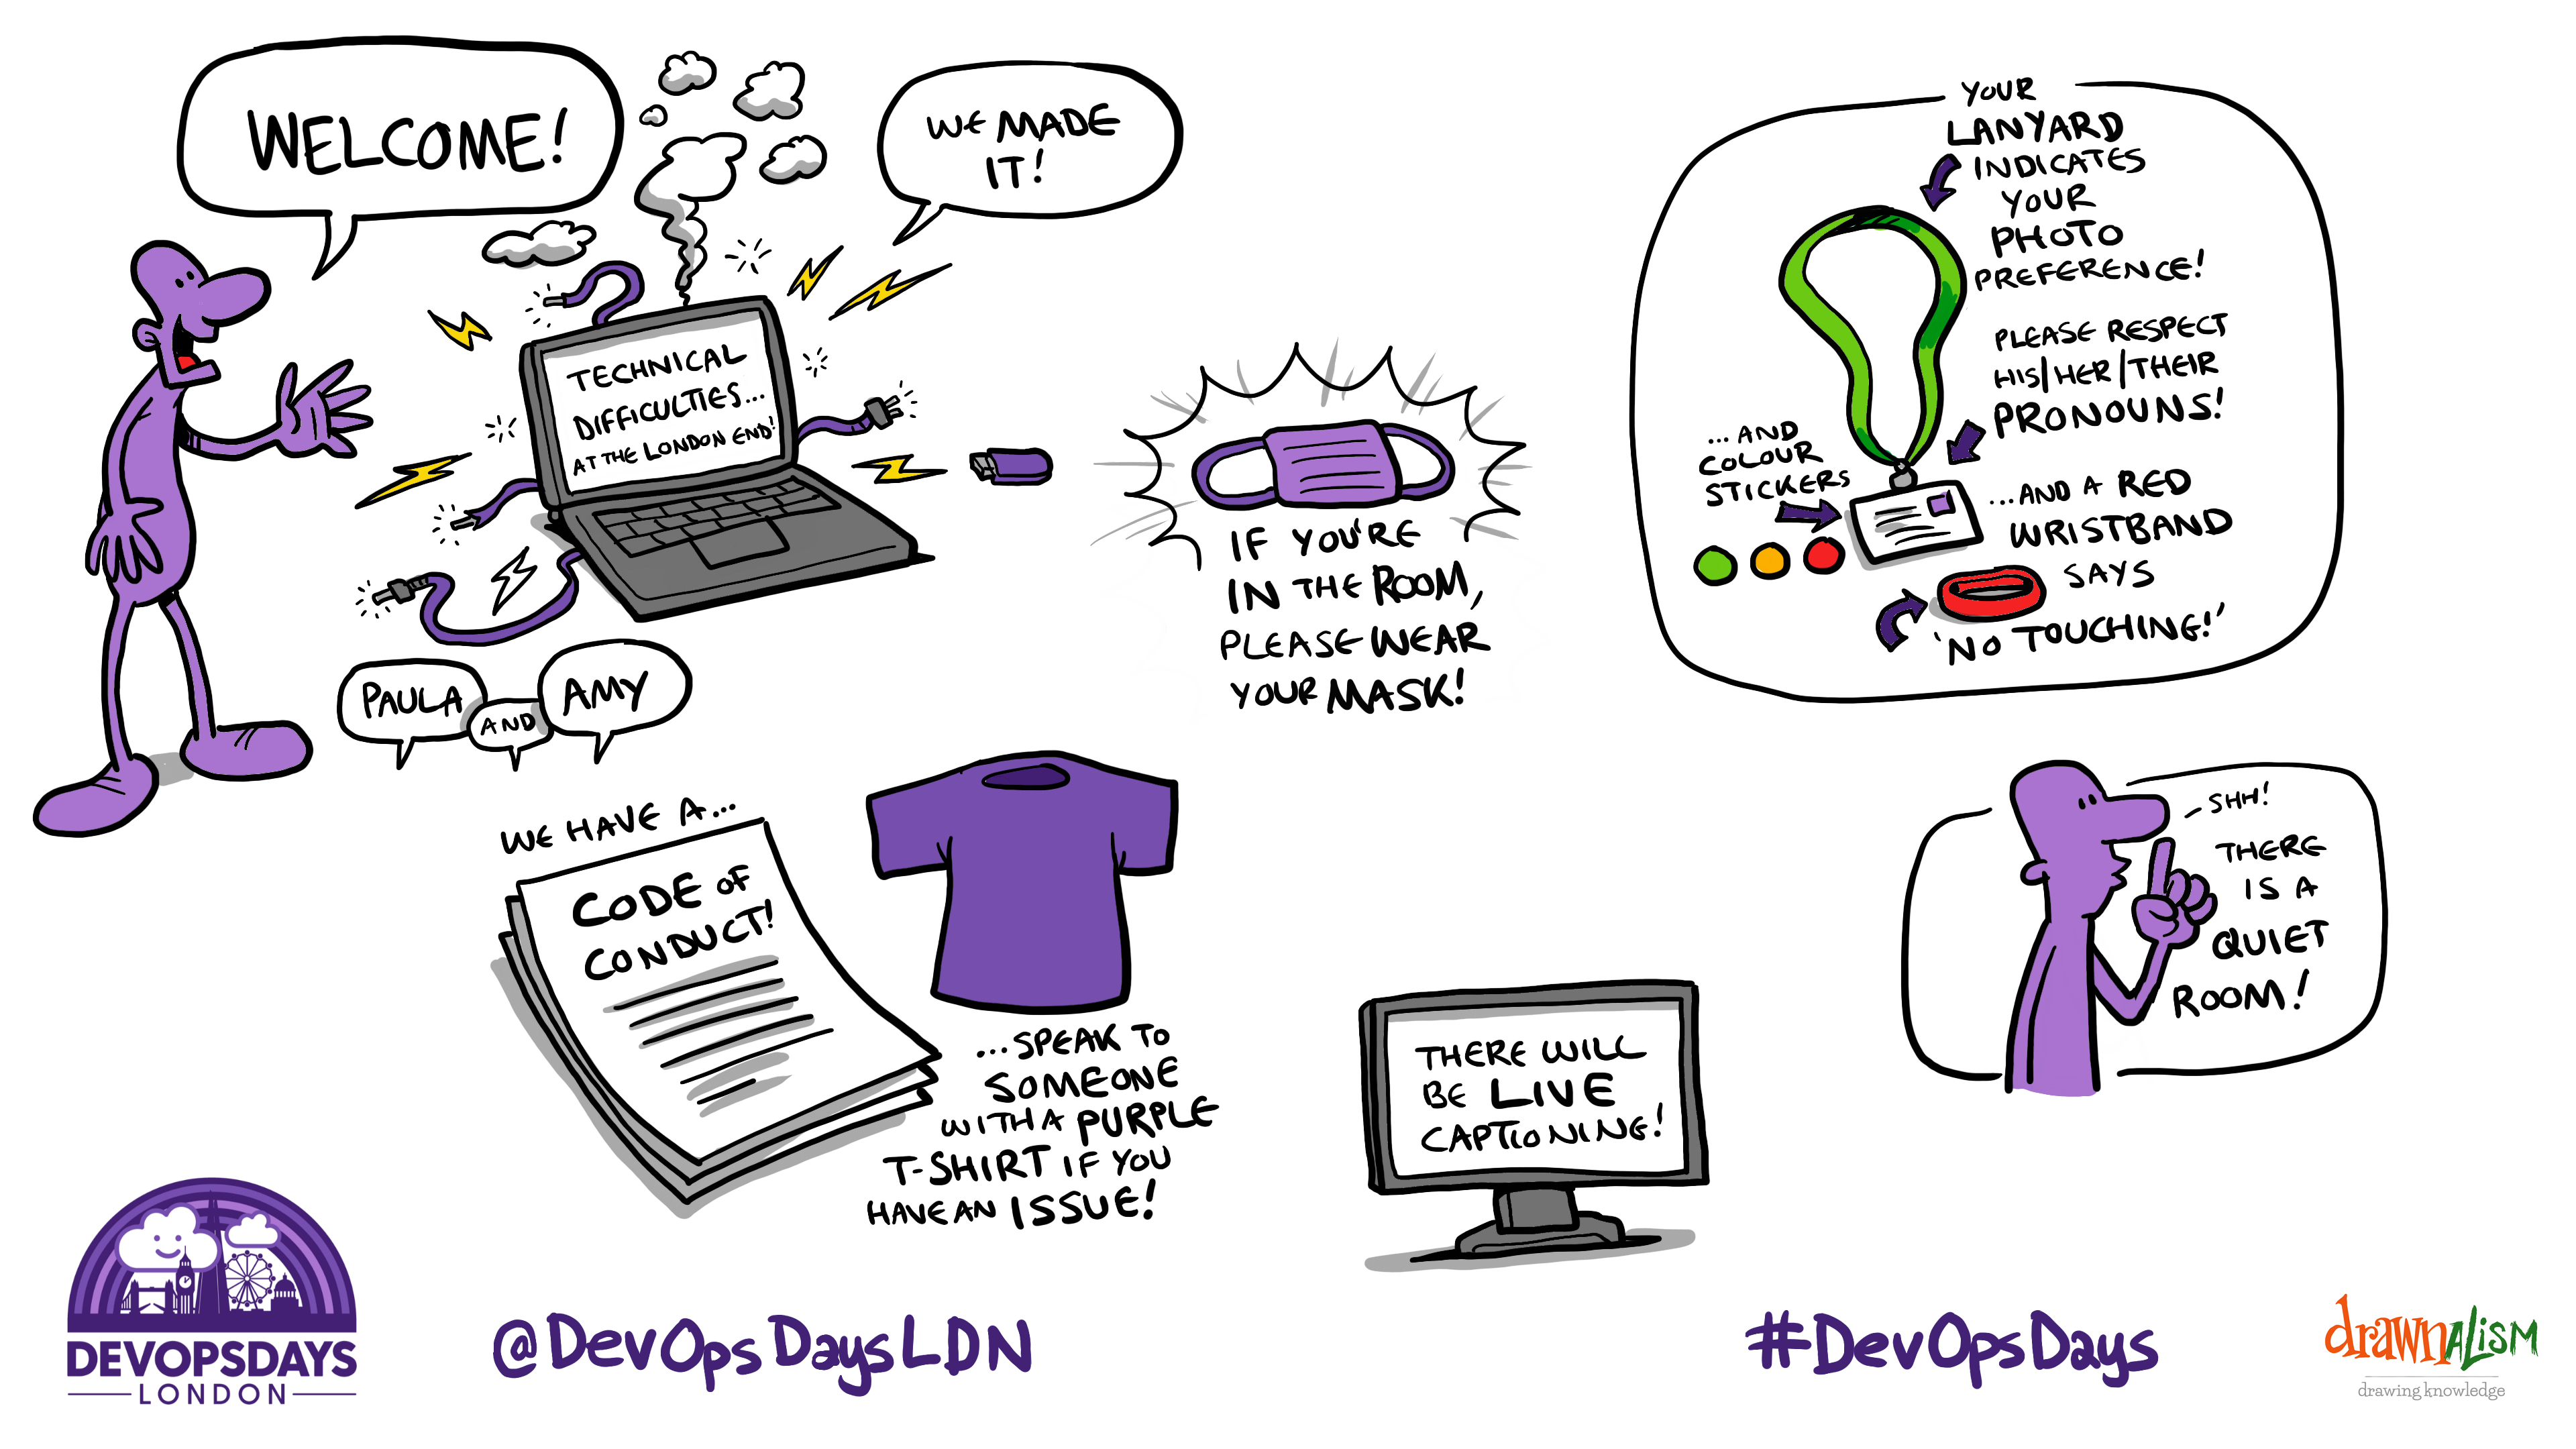 WELCOME!
WE MADE
IT!
TECHNICAL
DIFFICULTIES...
AT THE LONDON END!
PAULA
AND
AMY
IF YOU'RE
IN THE ROOM,
PLEASE WEAR
YOUR MASK!
YOUR
LANYARD
INDICATES
YOUR
PHOTO
PREFERENCE!
PLEASE RESPECT
HIS/HER/THEIR
PRONOUNS!
...AND
COLOUR
STICKERS
...AND A RED
WRISTBAND
SAYS
'NO TOUCHING!'
WE HAVE A...
CODE OF
CONDUCT!
...SPEAK TO
SOMEONE
WITH A PURPLE
T-SHIRT IF YOU
HAVE AN ISSUE!
THERE WILL
BE LIVE
CAPTIONING!
SHH!
THERE
IS A
QUIET
ROOM!
DEVOPSDAYS
LONDON
@DevOpsDaysLDN
#DevOpsDays
drawnalism
drawing knowledge